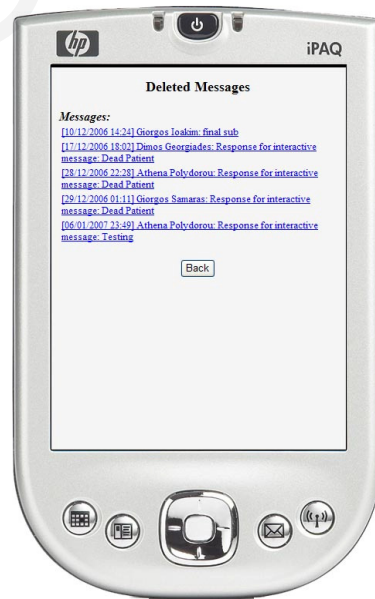 hp
iPAQ
Deleted Messages
Messages:
[10/12/2006 14:24] Giorgos Ioakim: final sub
[17/12/2006 18:02] Dimos Georgiades: Response for interactive
message: Dead Patient
[28/12/2006 22:28] Athena Polydorou: Response for interactive
message: Dead Patient
[29/12/2006 01:11] Giorgos Samaras: Response for interactive
message: Dead Patient
[06/01/2007 23:49] Athena Polydorou: Response for interactive
message: Testing
Back